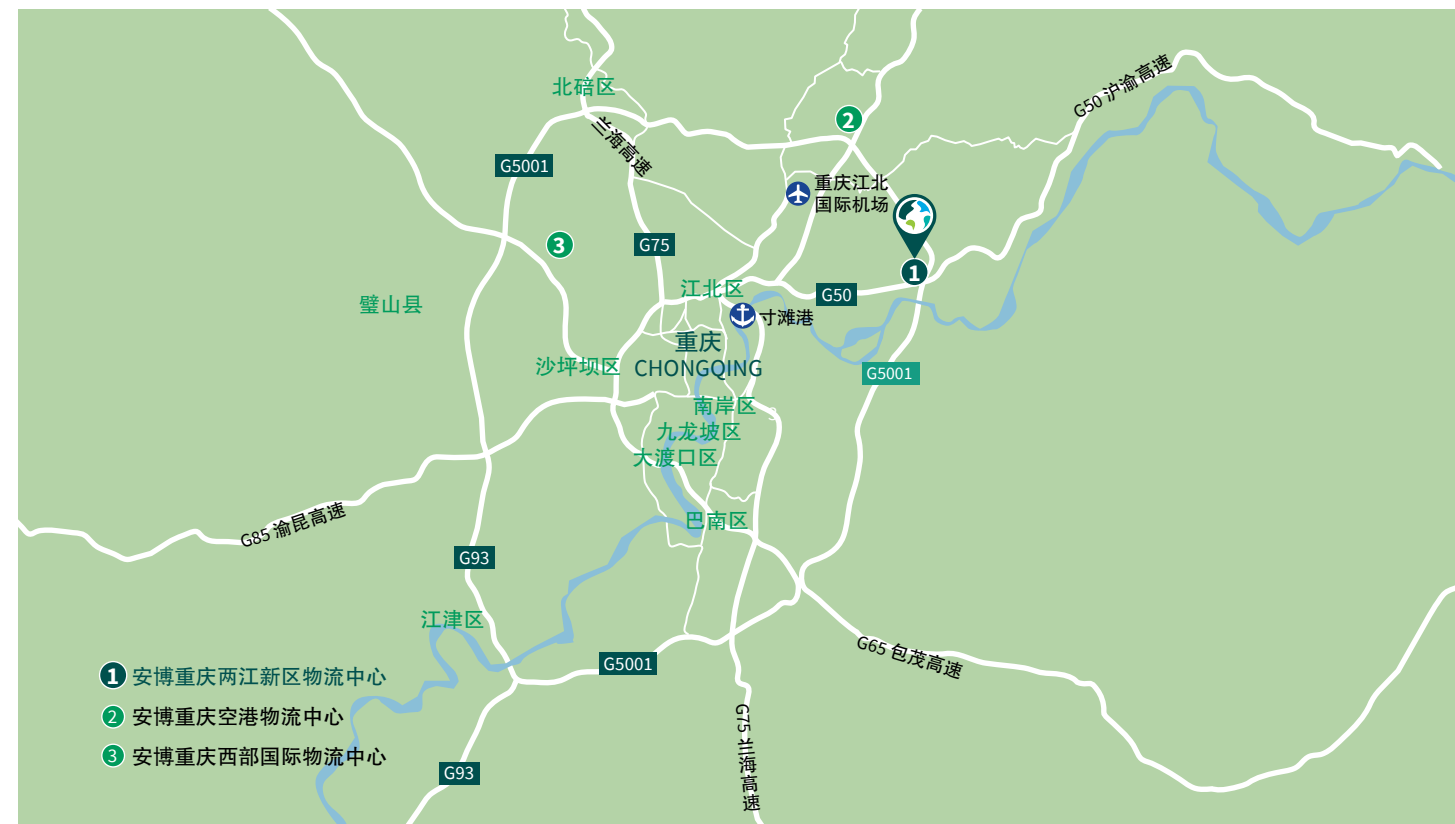 北碚区
G50 沪渝高速
2
兰海高速
G5001
重庆江北
国际机场
3
G75
1
江北区
G50
璧山县
寸滩港
重庆
沙坪坝区
CHONGQING
G5001
南岸区
3
九龙坡区
大渡口区
G85 渝昆高速
巴南区
G93
江津区
G65 包茂高速
G5001
1 安博重庆两江新区物流中心
2 安博重庆空港物流中心
3 安博重庆西部国际物流中心
G75 兰海高速
G93